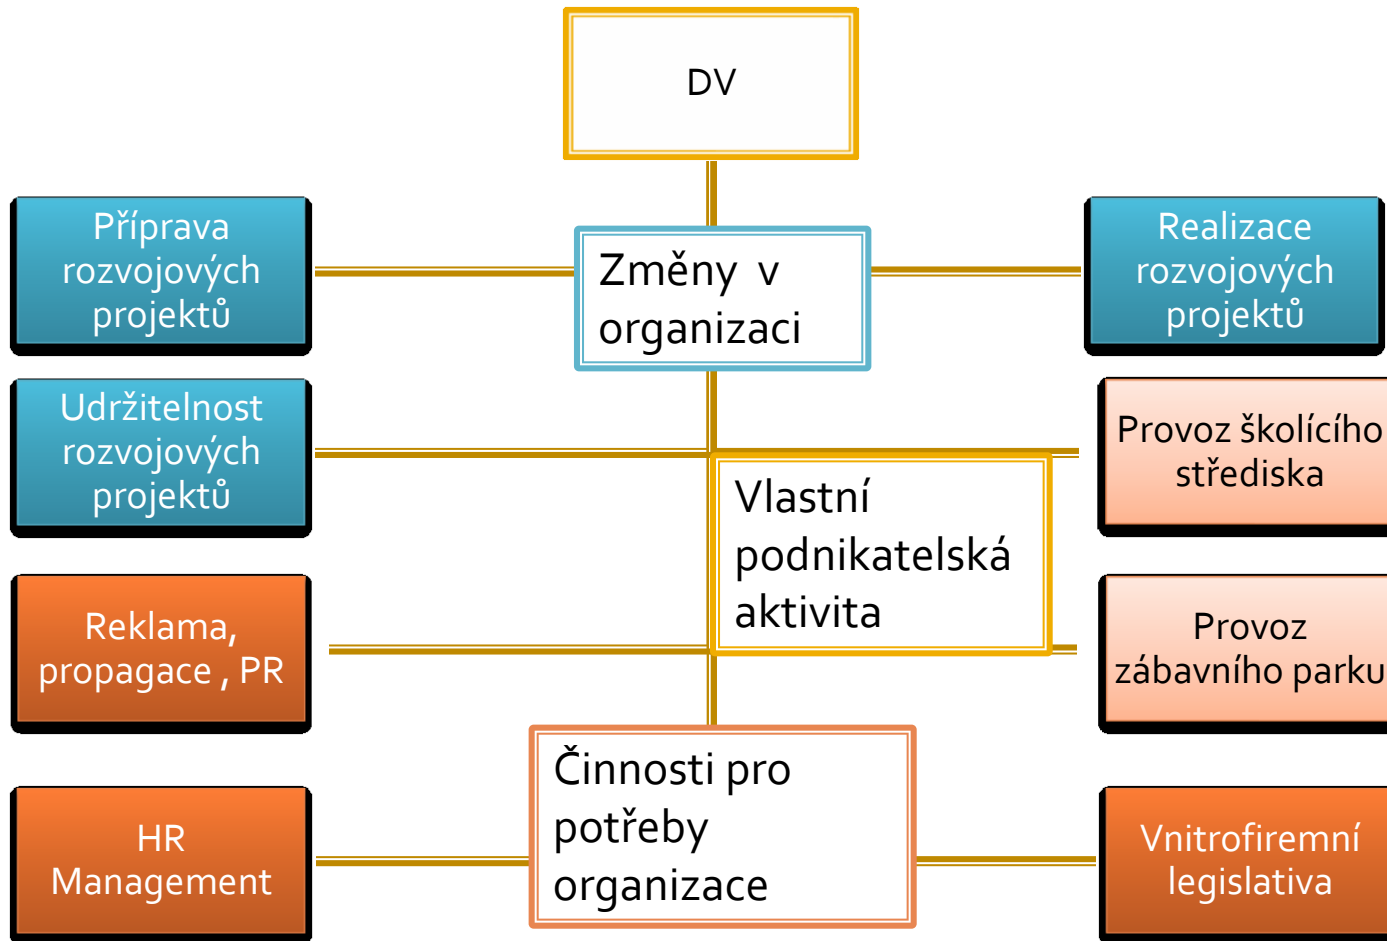 DV
Příprava
rozvojových
projektů
Změny v
organizaci
Realizace
rozvojových
projektů
Udržitelnost
rozvojových
projektů
Provoz školícího
střediska
Vlastní
podnikatelská
aktivita
Reklama,
propagace , PR
Provoz
zábavního parku
Činnosti pro
potřeby
organizace
HR
Management
Vnitrofiremní
legislativa